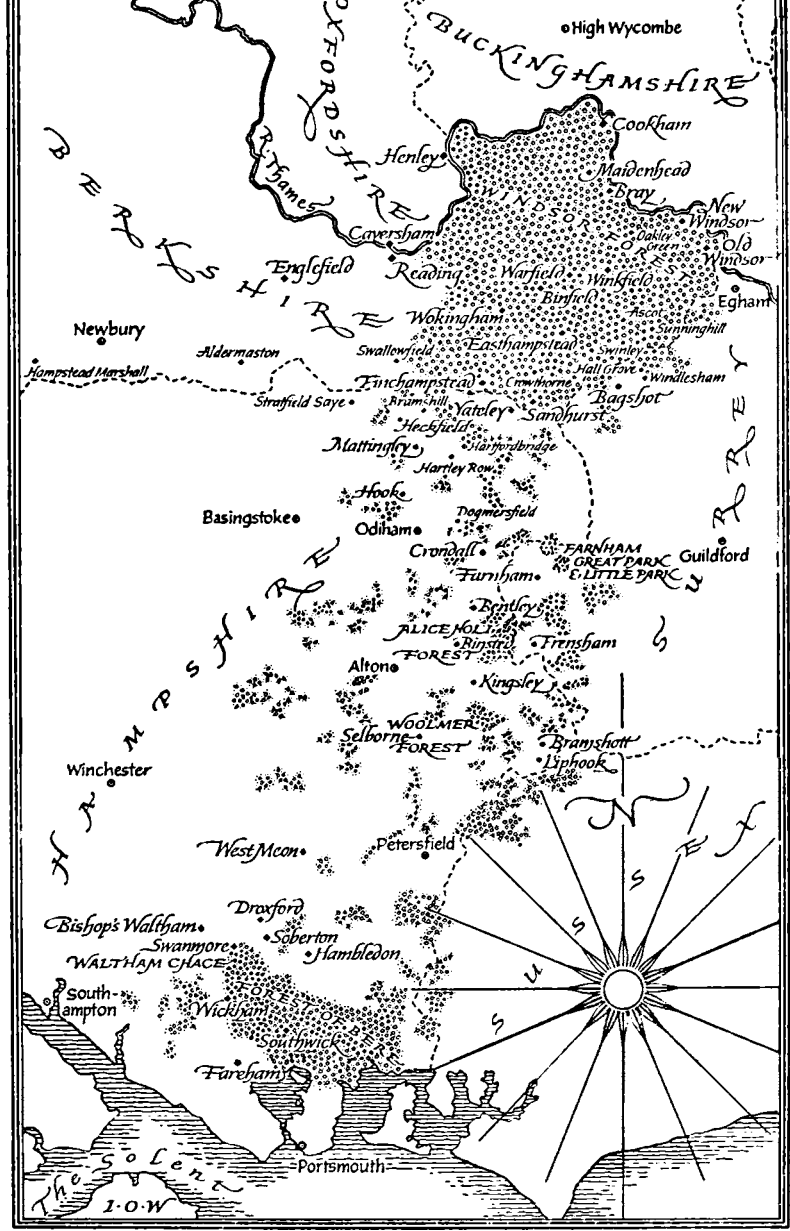 OXFORDSHIRE
High Wycombe
BUCKINGHAMSHIRE
Cookham
BERKSHIRE
R. Thames
Henley
Maidenhead
Bray
WINDSOR FOREST
New
Windsor
Caversham
Oakley
Green
Old
Windsor
Englefield
Reading
Warfield
Winkfield
Binfield
Egham
Ascot
Wokingham
Sunninghill
Newbury
Aldermaston
Swallowfield
Easthampstead
Swinley
Hampstead Marshall
Hall Grove
Windlesham
Finchampstead
Crowthorne
Bagshot
Stratfield Saye
Bramshill
Yateley
Sandhurst
Heckfield
SURREY
Mattingley
Hartfordbridge
Hartley Row
Hook
Basingstoke
Dogmersfield
Odiham
Crondall
FARNHAM
GREAT PARK
& LITTLE PARK
Guildford
Farnham
HAMPSHIRE
Bentley
ALICE HOLT
FOREST
Binsted
Frensham
Alton
Kingsley
WOOLMER
FOREST
Selborne
Bramshott
Liphook
Winchester
N
SUSSEX
West Meon
Petersfield
Droxford
Bishop's Waltham
Soberton
Swanmore
Hambledon
WALTHAM CHACE
South-
ampton
FOREST OF BERE
Wickham
Southwick
Fareham
Portsmouth
The Solent
I·O·W